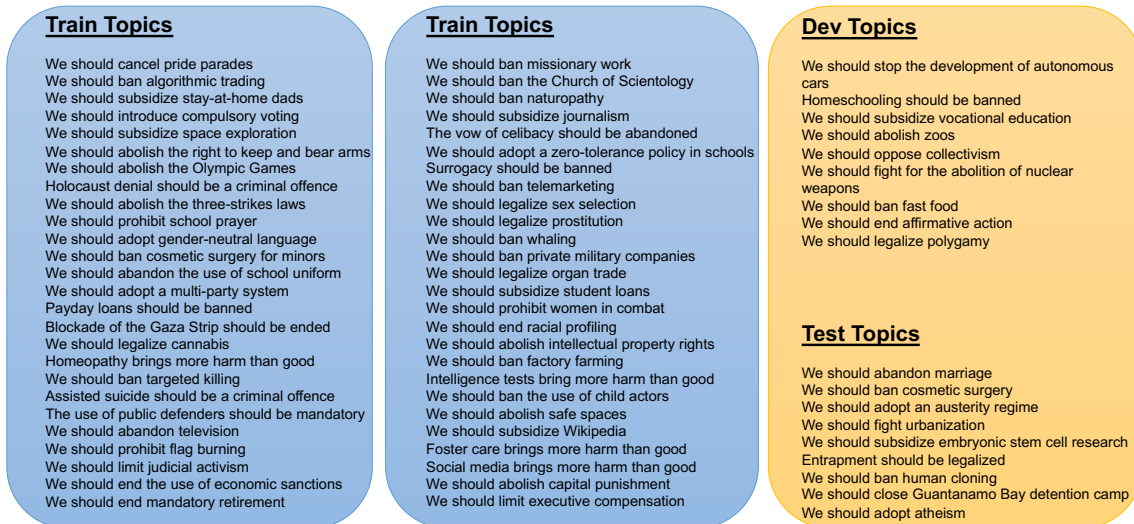 Train Topics
We should cancel pride parades
We should ban algorithmic trading
We should subsidize stay-at-home dads
We should introduce compulsory voting
We should subsidize space exploration
We should abolish the right to keep and bear arms
We should abolish the Olympic Games
Holocaust denial should be a criminal offence
We should abolish the three-strikes laws
We should prohibit school prayer
We should adopt gender-neutral language
We should ban cosmetic surgery for minors
We should abandon the use of school uniform
We should adopt a multi-party system
Payday loans should be banned
Blockade of the Gaza Strip should be ended
We should legalize cannabis
Homeopathy brings more harm than good
We should ban targeted killing
Assisted suicide should be a criminal offence
The use of public defenders should be mandatory
We should abandon television
We should prohibit flag burning
We should limit judicial activism
We should end the use of economic sanctions
We should end mandatory retirement
Train Topics
We should ban missionary work
We should ban the Church of Scientology
We should ban naturopathy
We should subsidize journalism
The vow of celibacy should be abandoned
We should adopt a zero-tolerance policy in schools
Surrogacy should be banned
We should ban telemarketing
We should legalize sex selection
We should legalize prostitution
We should ban whaling
We should ban private military companies
We should legalize organ trade
We should subsidize student loans
We should prohibit women in combat
We should end racial profiling
We should abolish intellectual property rights
We should ban factory farming
Intelligence tests bring more harm than good
We should ban the use of child actors
We should abolish safe spaces
We should subsidize Wikipedia
Foster care brings more harm than good
Social media brings more harm than good
We should abolish capital punishment
We should limit executive compensation
Dev Topics
We should stop the development of autonomous
cars
Homeschooling should be banned
We should subsidize vocational education
We should abolish zoos
We should oppose collectivism
We should fight for the abolition of nuclear
weapons
We should ban fast food
We should end affirmative action
We should legalize polygamy
Test Topics
We should abandon marriage
We should ban cosmetic surgery
We should adopt an austerity regime
We should fight urbanization
We should subsidize embryonic stem cell research
Entrapment should be legalized
We should ban human cloning
We should close Guantanamo Bay detention camp
We should adopt atheism